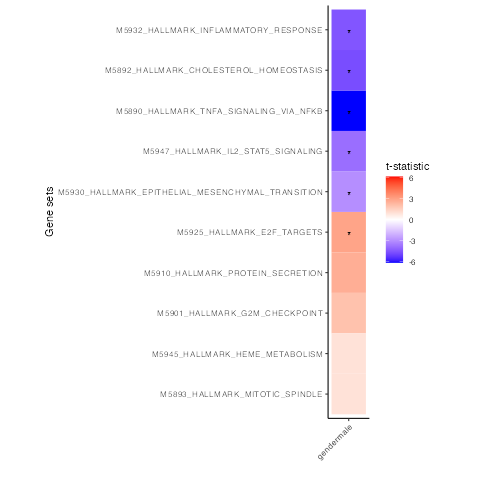 M5932_HALLMARK_INFLAMMATORY_RESPONSE
M5892_HALLMARK_CHOLESTEROL_HOMEOSTASIS
M5890_HALLMARK_TNFA_SIGNALING_VIA_NFKB
M5947_HALLMARK_IL2_STAT5_SIGNALING
M5930_HALLMARK_EPITHELIAL_MESENCHYMAL_TRANSITION
M5925_HALLMARK_E2F_TARGETS
M5910_HALLMARK_PROTEIN_SECRETION
M5901_HALLMARK_G2M_CHECKPOINT
M5945_HALLMARK_HEME_METABOLISM
M5893_HALLMARK_MITOTIC_SPINDLE
Gene sets
gendermale
t-statistic
6
3
0
-3
-6